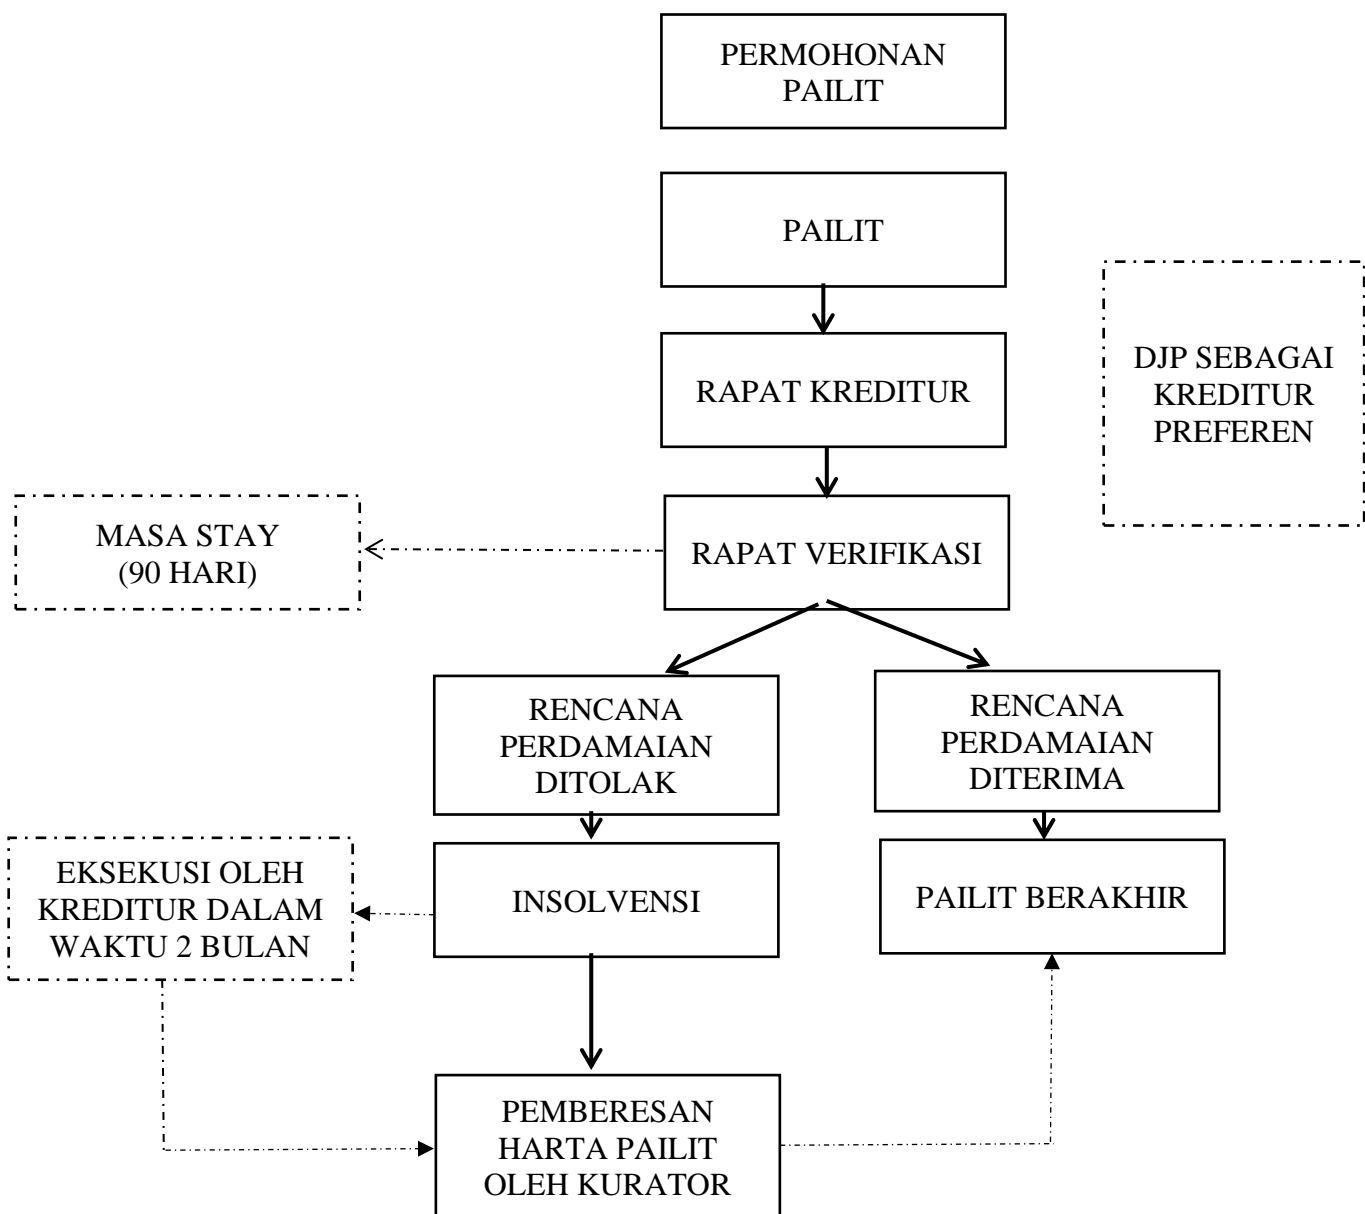 PERMOHONAN
PAILIT
PAILIT
RAPAT KREDITUR
DJP SEBAGAI
KREDITUR
PREFEREN
MASA STAY
(90 HARI)
RAPAT VERIFIKASI
RENCANA
PERDAMAIAN
DITOLAK
RENCANA
PERDAMAIAN
DITERIMA
EKSEKUSI OLEH
KREDITUR DALAM
WAKTU 2 BULAN
INSOLVENSI
PAILIT BERAKHIR
PEMBERESAN
HARTA PAILIT
OLEH KURATOR